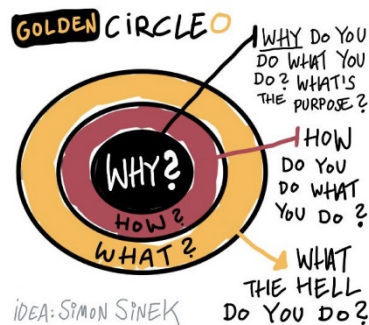 GOLDEN CIRCLE
WHY DO YOU
DO WHAT YOU
DO? WHAT'S
THE PURPOSE?
HOW
DO YOU
DO WHAT
YOU DO?
WHAT
THE HELL
DO YOU DO?
WHY?
HOW?
WHAT?
IDEA: SIMON SINEK